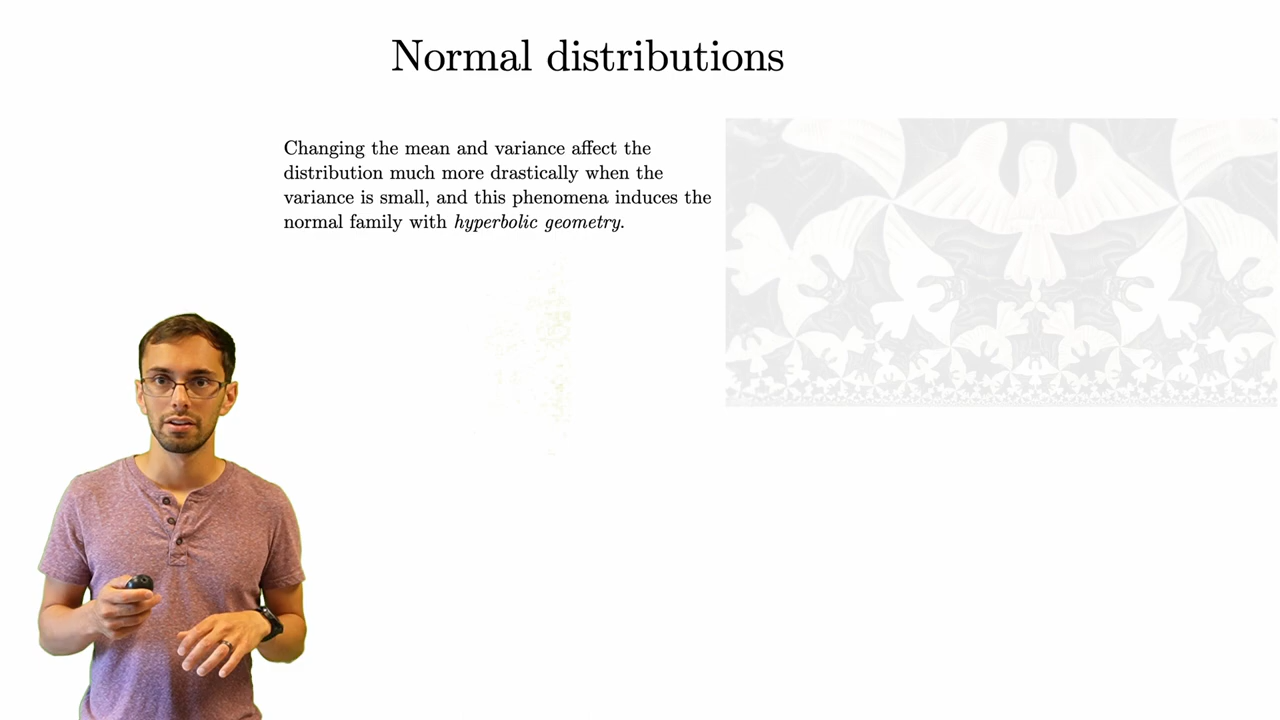 Normal distributions
Changing the mean and variance affect the
distribution much more drastically when the
variance is small, and this phenomena induces the
normal family with hyperbolic geometry.